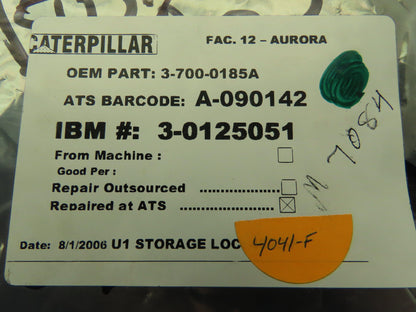 CATERPILLAR FAC. 12 – AURORA
OEM PART: 3-700-0185A
ATS BARCODE: A-090142
IBM #: 3-0125051
From Machine :
Good Per :
Repair Outsourced ..................
Repaired at ATS ..................
Date: 8/1/2006 U1 STORAGE LOC
4041-F
7084